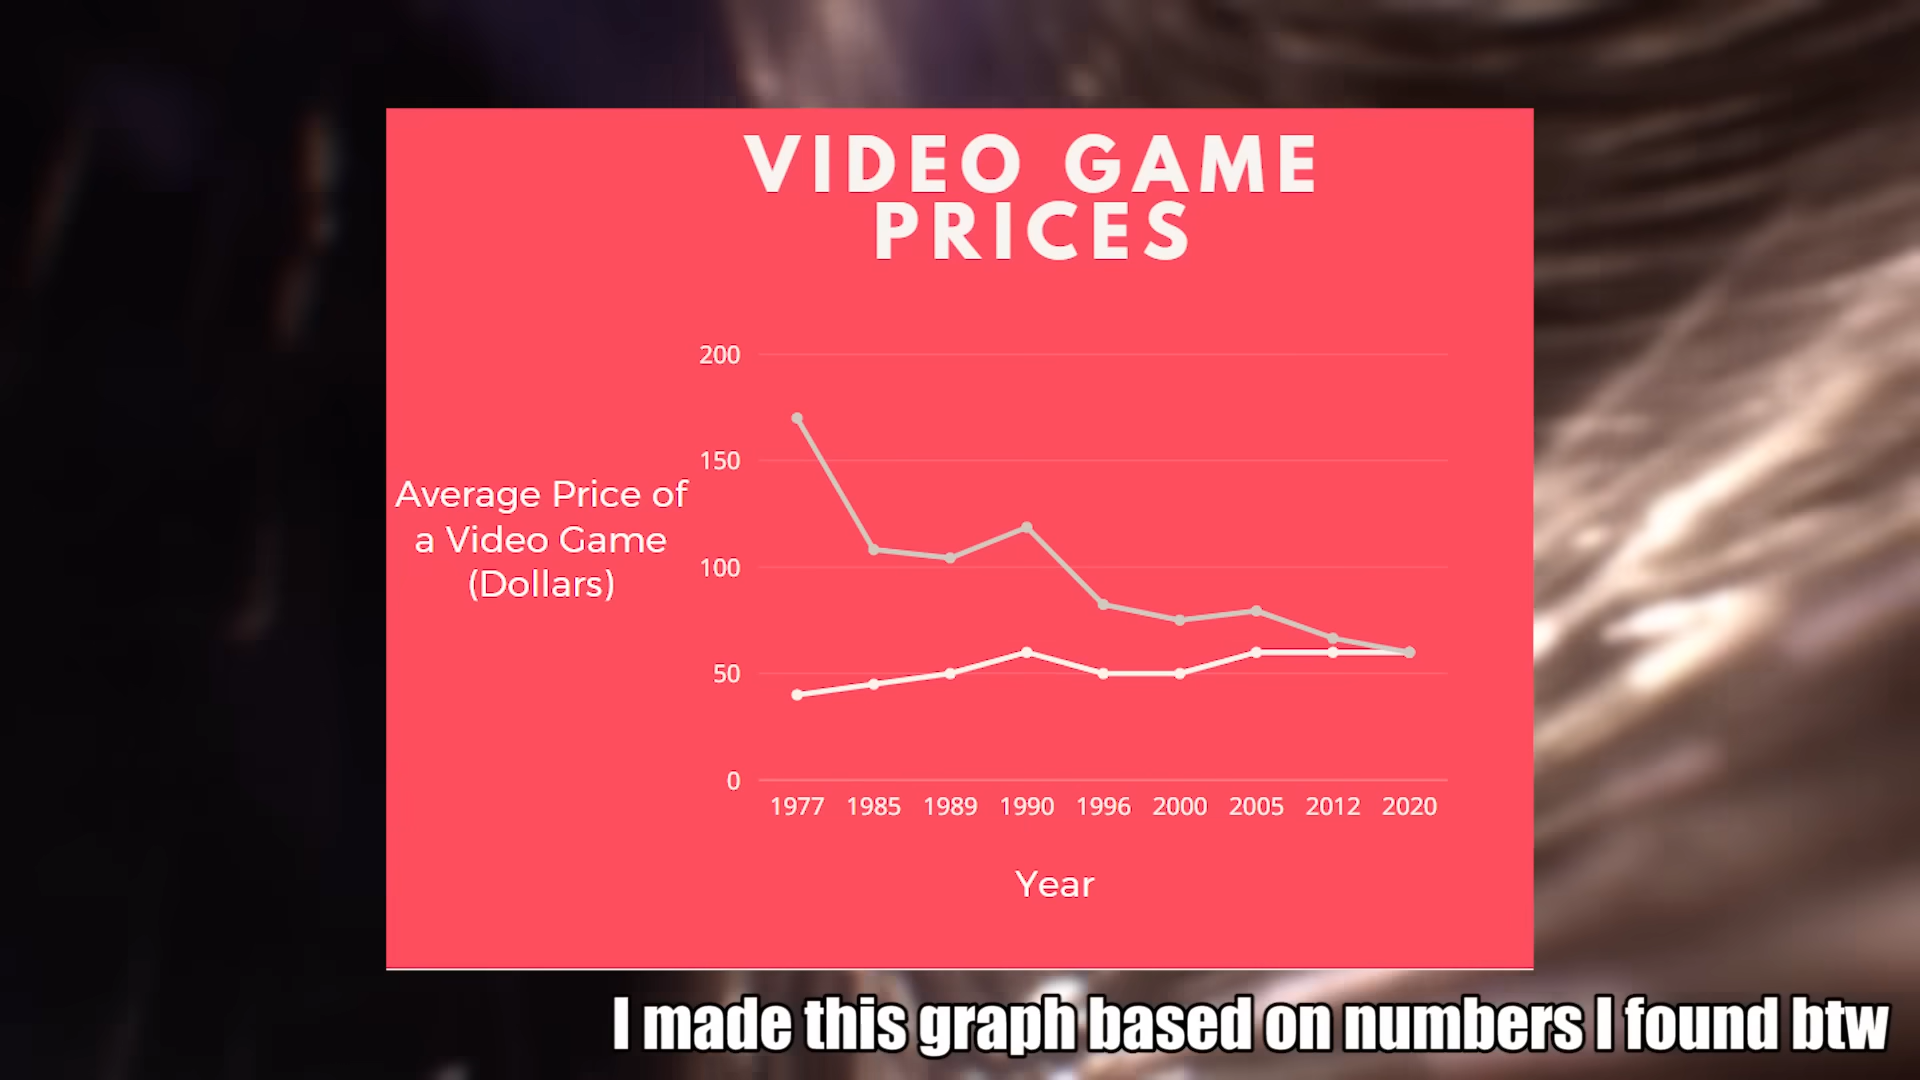 VIDEO GAME
PRICES
200
150
Average Price of
a Video Game
(Dollars)
100
50
0
1977 1985 1989 1990 1996 2000 2005 2012 2020
Year
I made this graph based on numbers I found btw